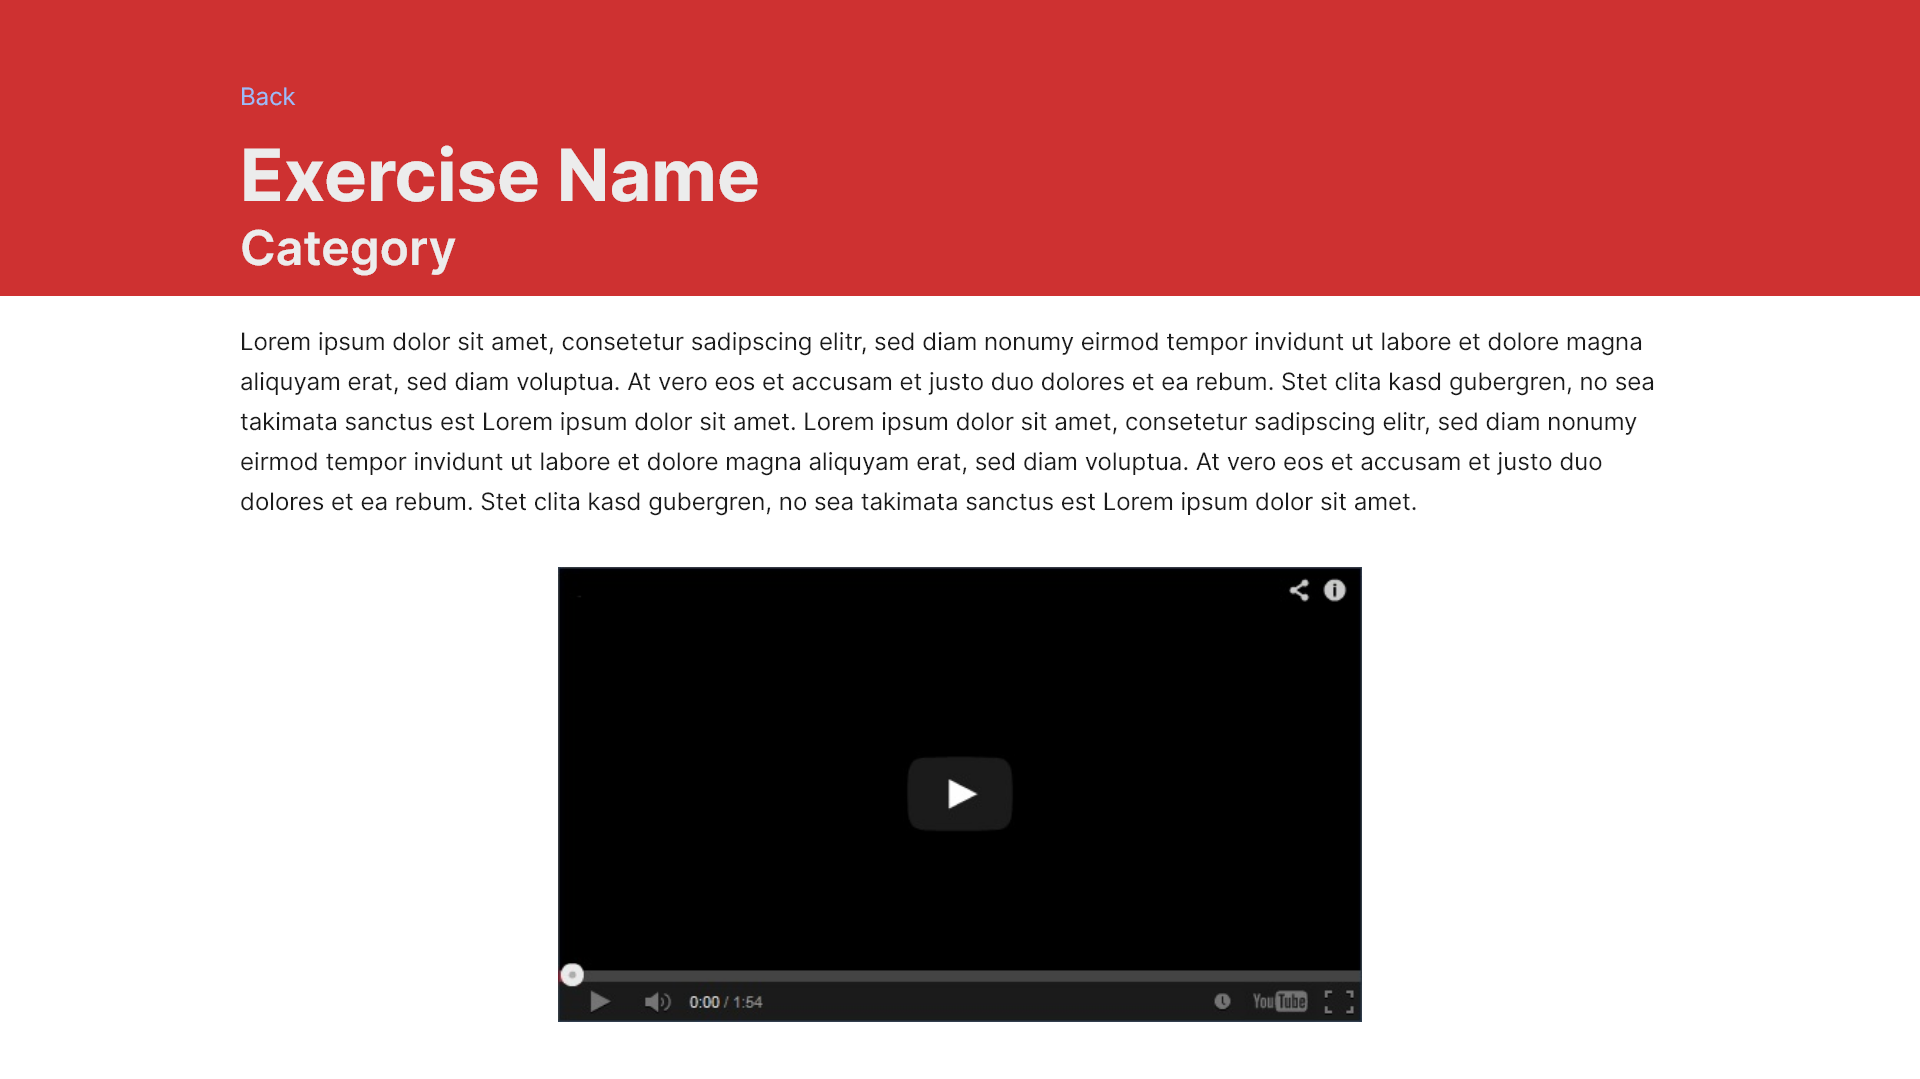 Back
Exercise Name
Category
Lorem ipsum dolor sit amet, consetetur sadipscing elitr, sed diam nonumy eirmod tempor invidunt ut labore et dolore magna
aliquyam erat, sed diam voluptua. At vero eos et accusam et justo duo dolores et ea rebum. Stet clita kasd gubergren, no sea
takimata sanctus est Lorem ipsum dolor sit amet. Lorem ipsum dolor sit amet, consetetur sadipscing elitr, sed diam nonumy
eirmod tempor invidunt ut labore et dolore magna aliquyam erat, sed diam voluptua. At vero eos et accusam et justo duo
dolores et ea rebum. Stet clita kasd gubergren, no sea takimata sanctus est Lorem ipsum dolor sit amet.
0:00 / 1:54 YouTube